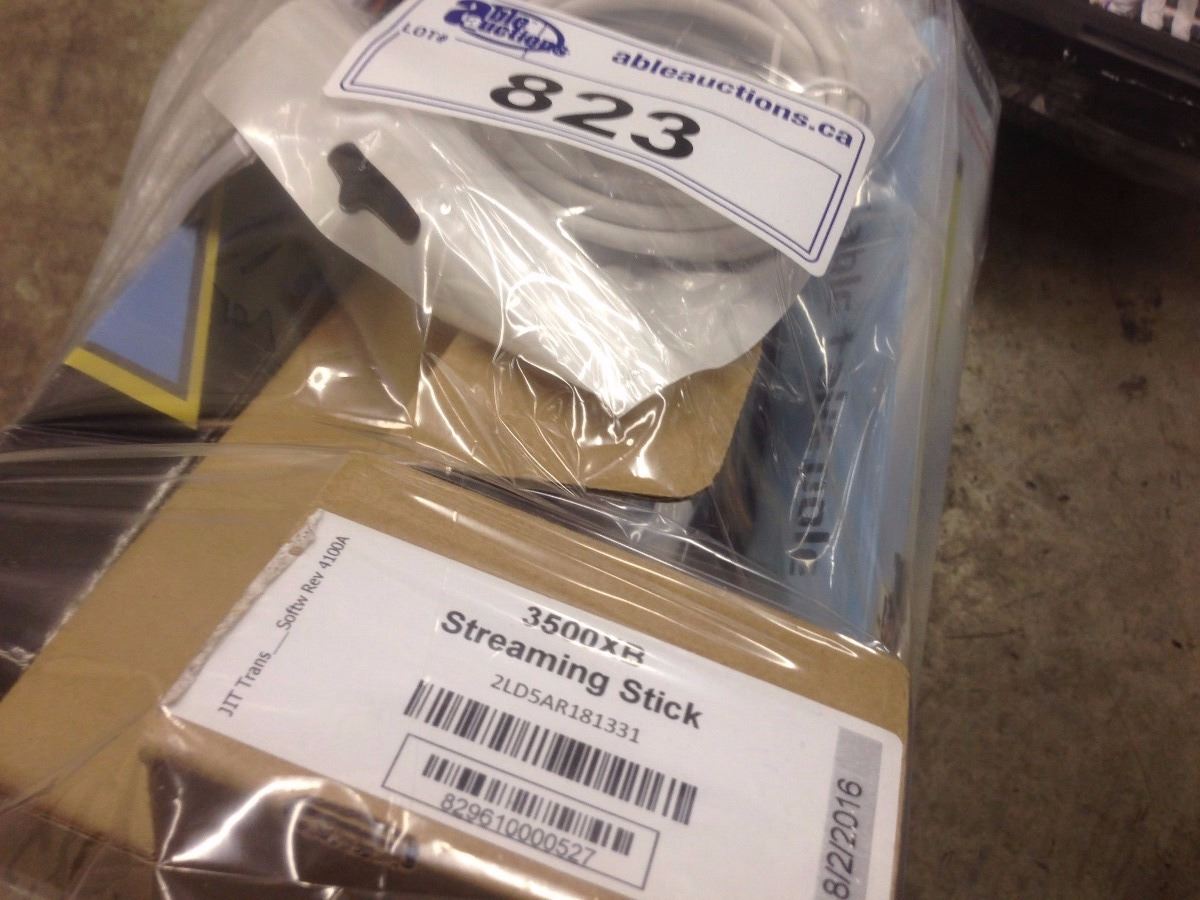 Able Auctions
LOT#
ableauctions.ca
823
JIT Trans___Softw Rev 4100A
3500XB
Streaming Stick
2LD5AR181331
829610000527
8/2/2016